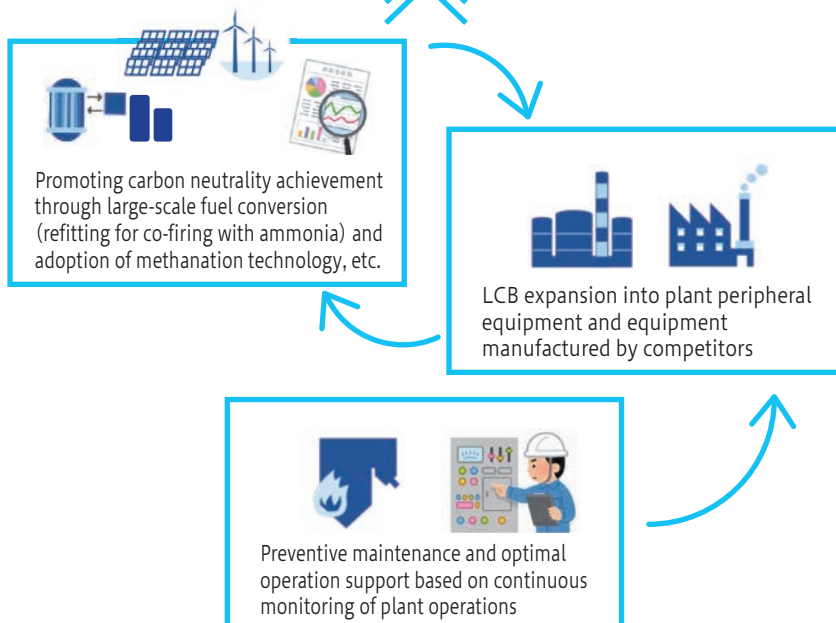 Promoting carbon neutrality achievement
through large-scale fuel conversion
(refitting for co-firing with ammonia) and
adoption of methanation technology, etc.
LCB expansion into plant peripheral
equipment and equipment
manufactured by competitors
Preventive maintenance and optimal
operation support based on continuous
monitoring of plant operations